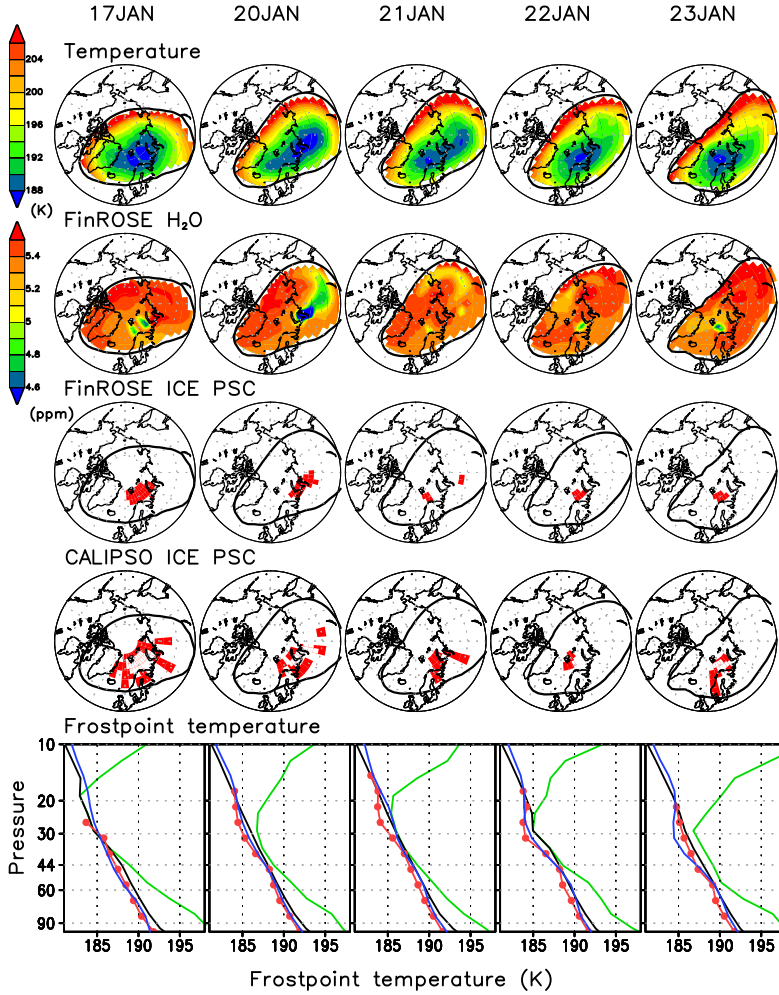 17JAN 20JAN 21JAN 22JAN 23JAN
Temperature
204
200
196
192
188
(K)
FinROSE H₂O
5.4
5.2
5
4.8
4.6
(ppm)
FinROSE ICE PSC
CALIPSO ICE PSC
Frostpoint temperature
Pressure
10
20
30
44
60
90
185 190 195 185 190 195 185 190 195 185 190 195 185 190 195
Frostpoint temperature (K)